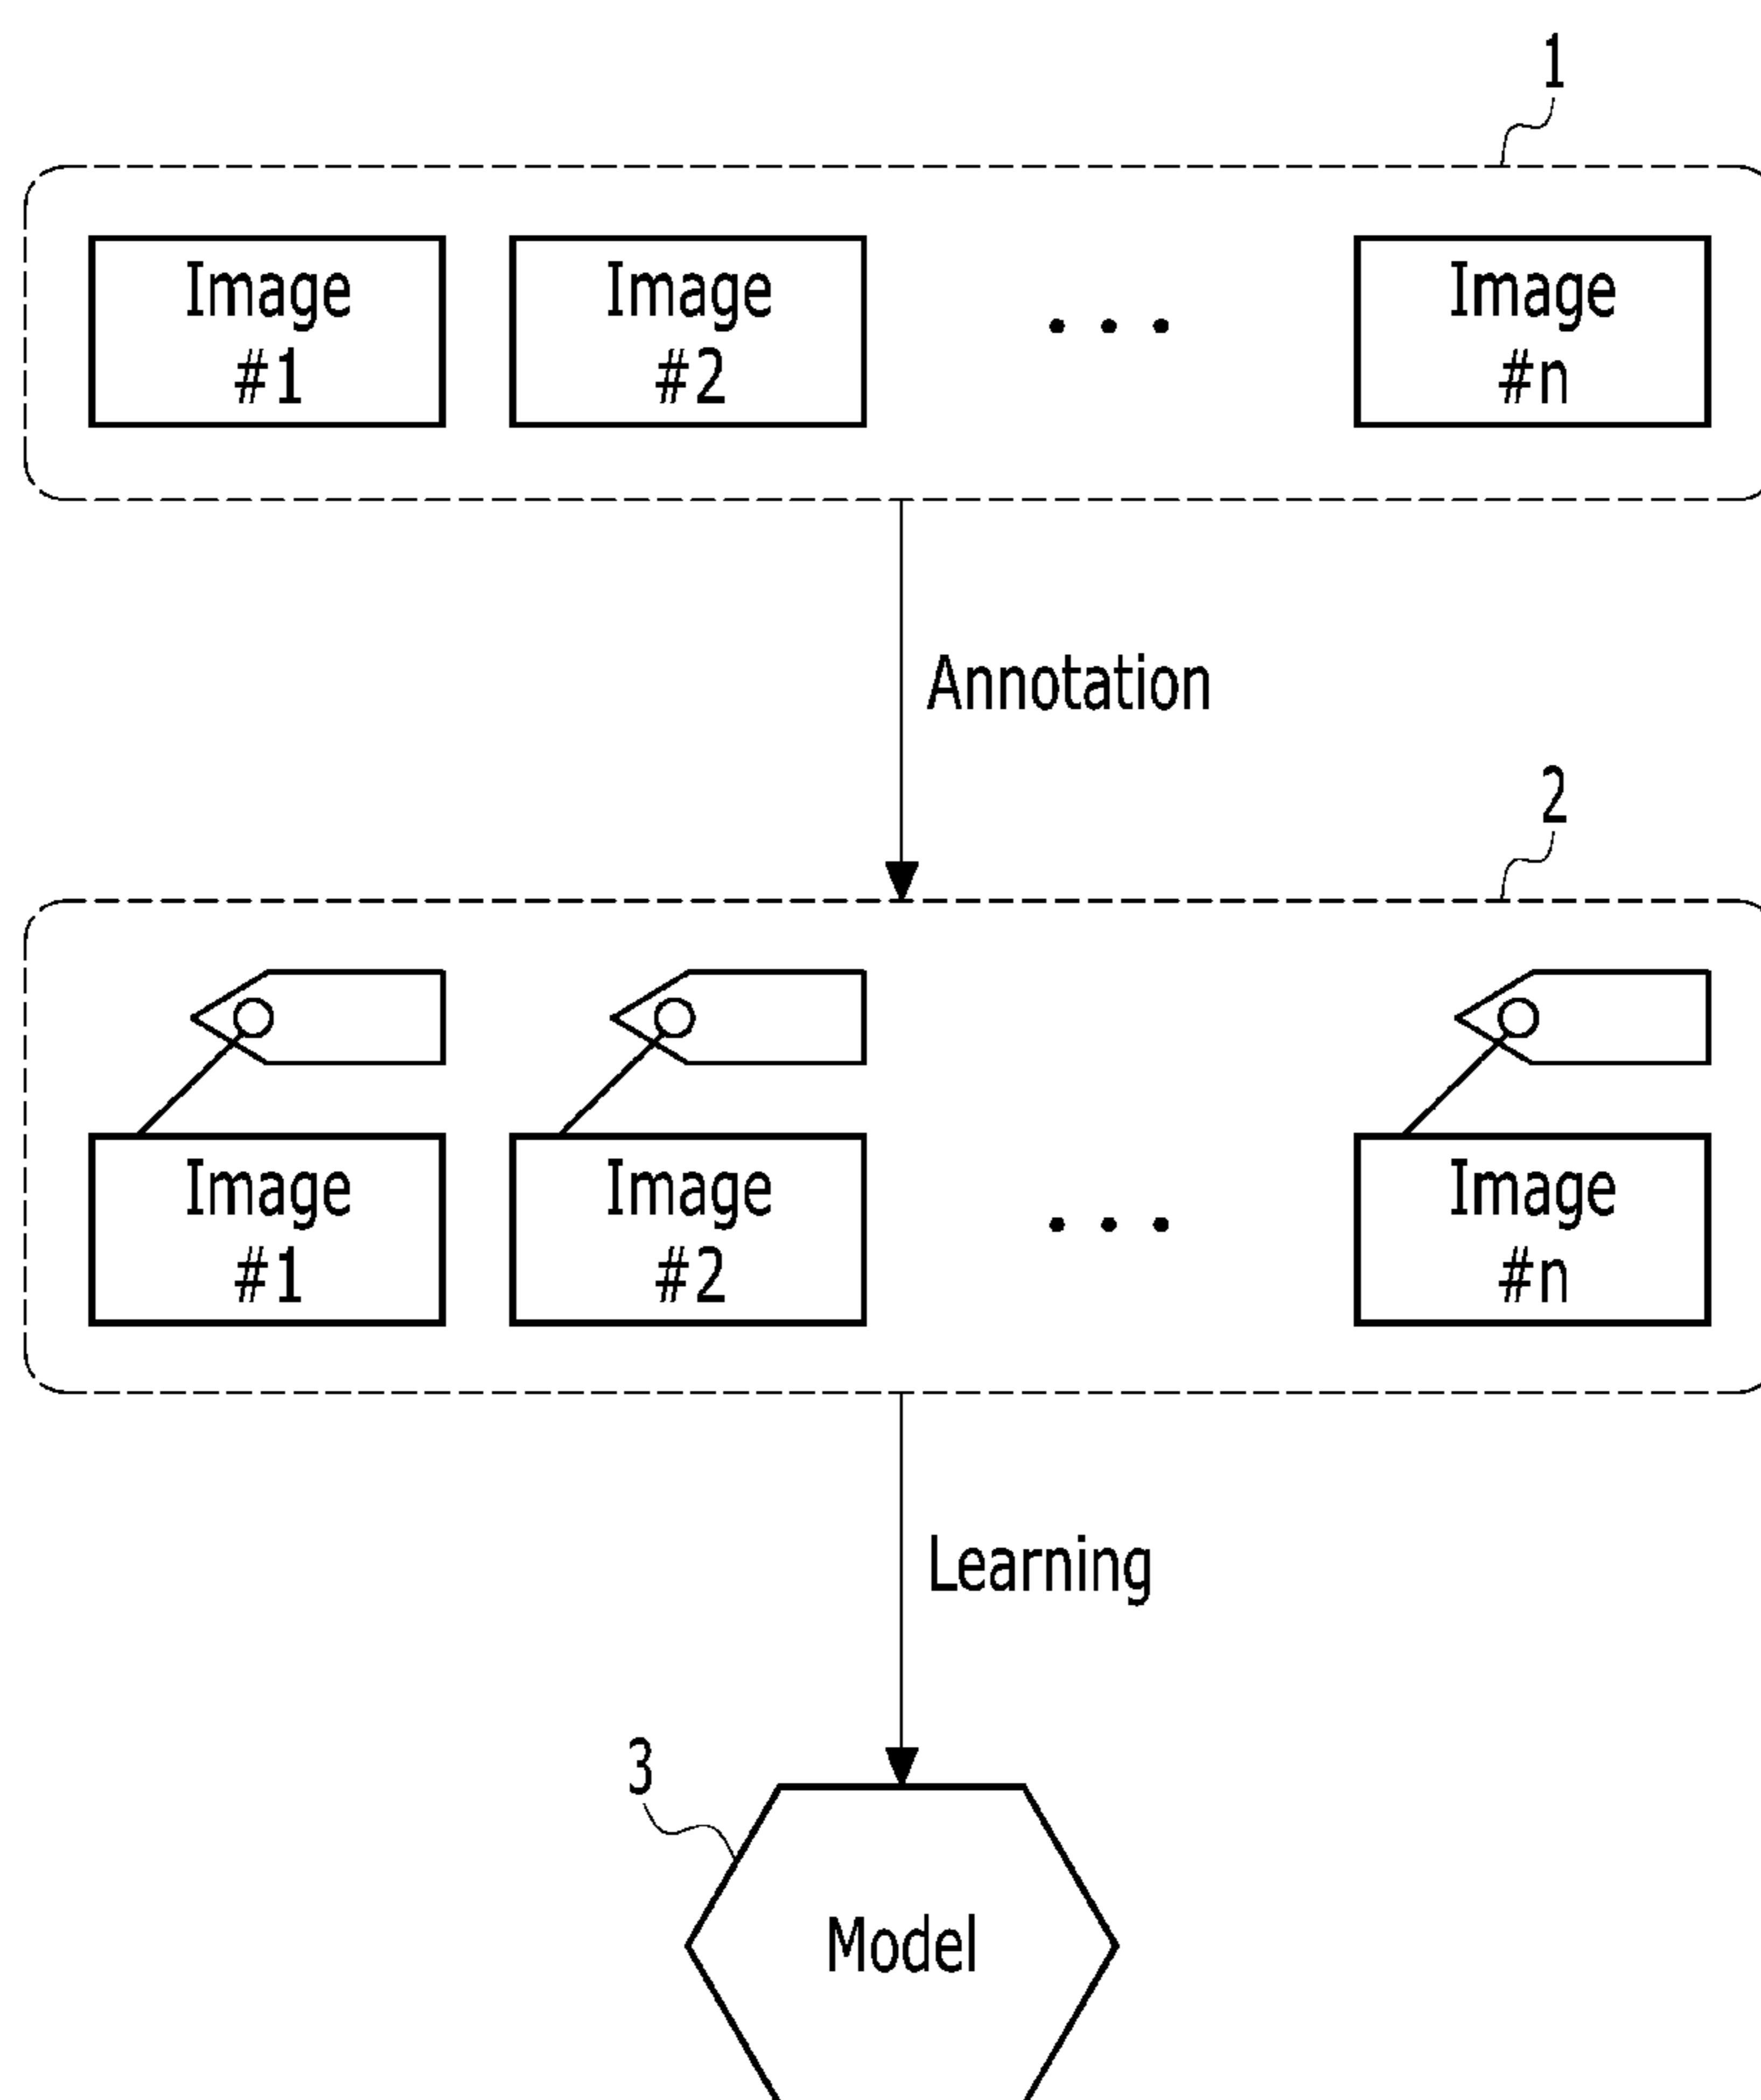 1
Image
#1
Image
#2
• • •
Image
#n
Annotation
2
Image
#1
Image
#2
• • •
Image
#n
Learning
3
Model